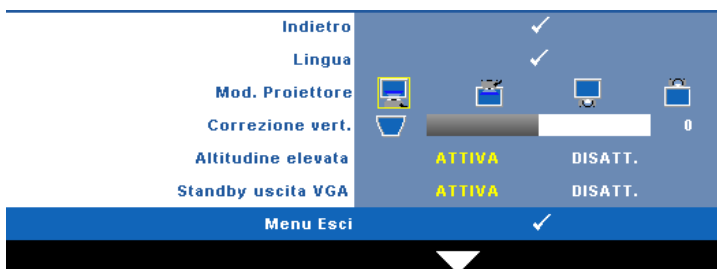 Indietro
Lingua
Mod. Proiettore
Correzione vert. 0
Altitudine elevata ATTIVA DISATT.
Standby uscita VGA ATTIVA DISATT.
Menu Esci